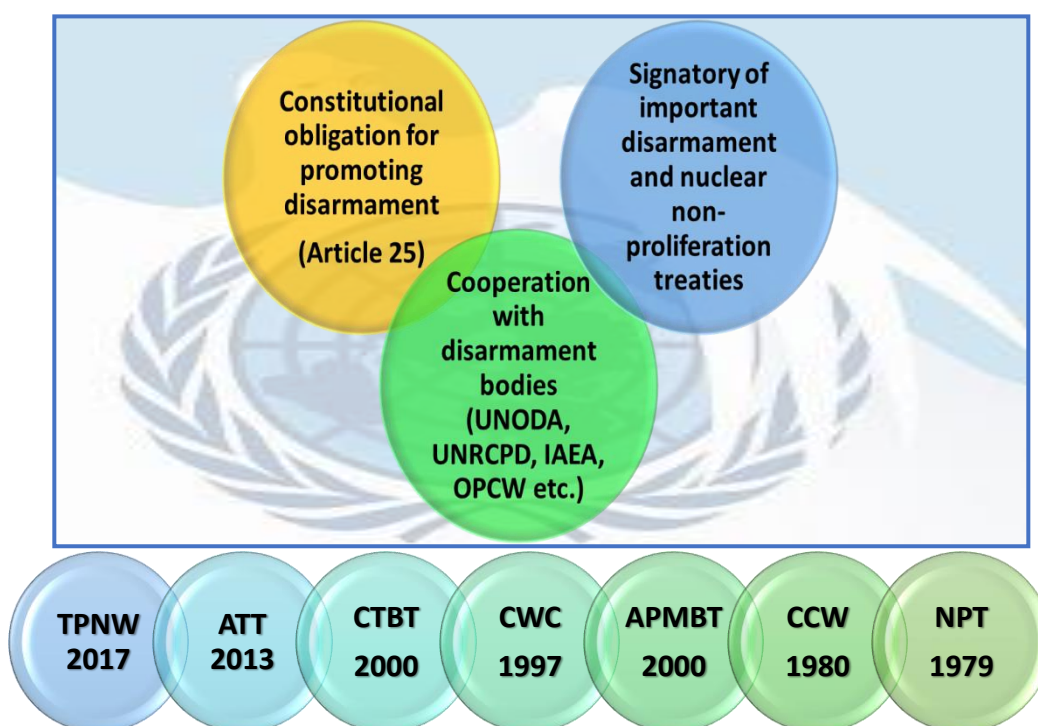 Constitutional
obligation for
promoting
disarmament
(Article 25)
Signatory of
important
disarmament
and nuclear
non-
proliferation
treaties
Cooperation
with
disarmament
bodies
(UNODA,
UNRCPD, IAEA,
OPCW etc.)
TPNW
2017
ATT
2013
CTBT
2000
CWC
1997
APMBT
2000
CCW
1980
NPT
1979